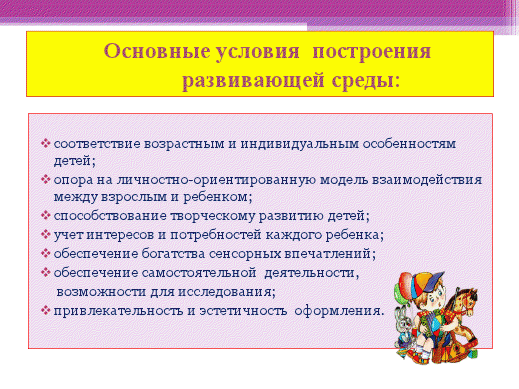 Основные условия построения
развивающей среды:
❖соответствие возрастным и индивидуальным особенностям
детей;
❖опора на личностно-ориентированную модель взаимодействия
между взрослым и ребенком;
❖способствование творческому развитию детей;
❖учет интересов и потребностей каждого ребенка;
❖обеспечение богатства сенсорных впечатлений;
❖обеспечение самостоятельной деятельности,
возможности для исследования;
❖привлекательность и эстетичность оформления.